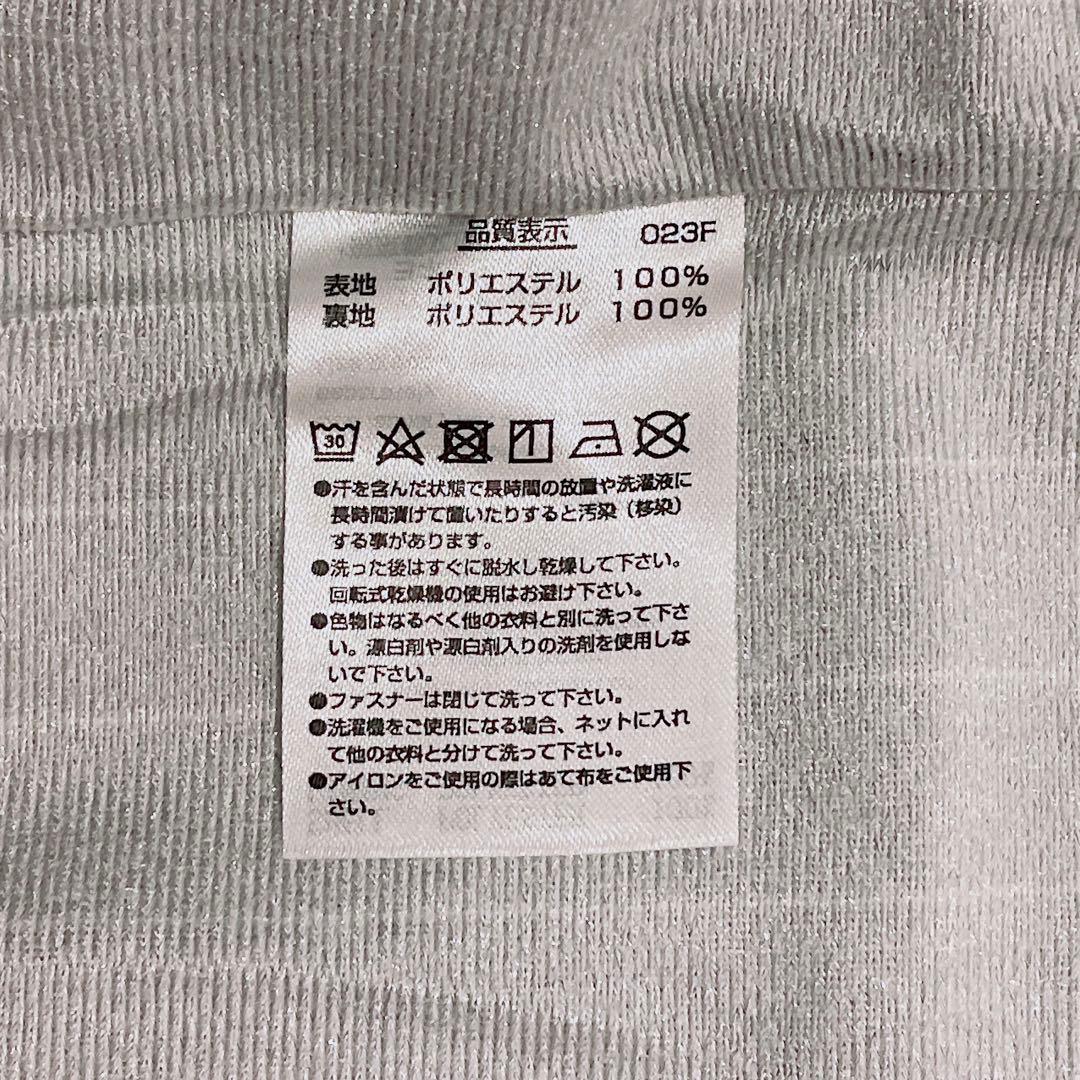 品質表示 023F
表地 ポリエステル 100%
裏地 ポリエステル 100%
30
●汗を含んだ状態で長時間の放置や洗濯液に
長時間漬けて置いたりすると汚染（移染）
する事があります。
●洗った後はすぐに脱水し乾燥して下さい。
回転式乾燥機の使用はお避け下さい。
●色物はなるべく他の衣料と別に洗って下さ
い。漂白剤や漂白剤入りの洗剤を使用しな
いで下さい。
●ファスナーは閉じて洗って下さい。
●洗濯機をご使用になる場合、ネットに入れ
て他の衣料と分けて洗って下さい。
●アイロンをご使用の際はあて布をご使用下
さい。